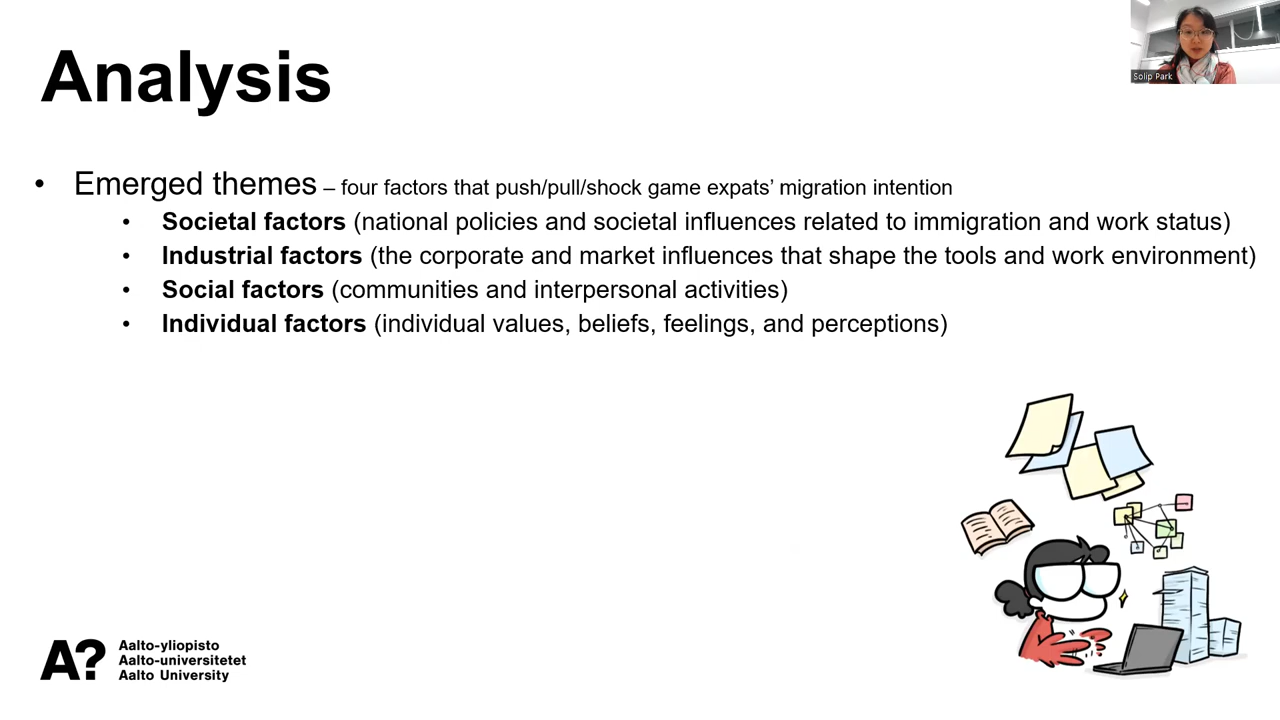 Analysis
Solip Park
• Emerged themes – four factors that push/pull/shock game expats’ migration intention
• Societal factors (national policies and societal influences related to immigration and work status)
• Industrial factors (the corporate and market influences that shape the tools and work environment)
• Social factors (communities and interpersonal activities)
• Individual factors (individual values, beliefs, feelings, and perceptions)
A?
Aalto-yliopisto
Aalto-universitetet
Aalto University